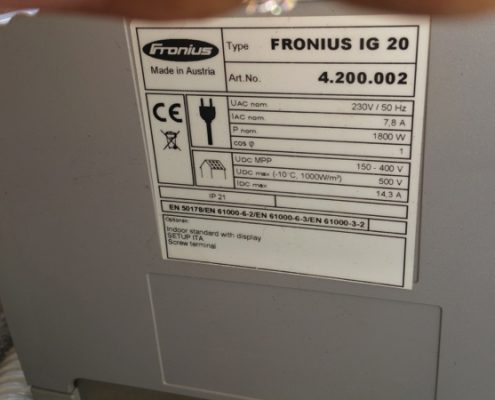 Fronius
Made in Austria
Type FRONIUS IG 20
Art.No. 4.200.002
CE
UAC nom. 230V / 50 Hz
IAC nom. 7,8 A
P nom 1800 W
cos φ 1
UDC MPP 150 - 400 V
UDC max (-10°C, 1000W/m²) 500 V
IDC max 14.3 A
IP 21
EN 50178/EN 61000-6-2/EN 61000-6-3/EN 61000-3-2
Optionen:
Indoor standard with display
SETUP ITA
Screw terminal